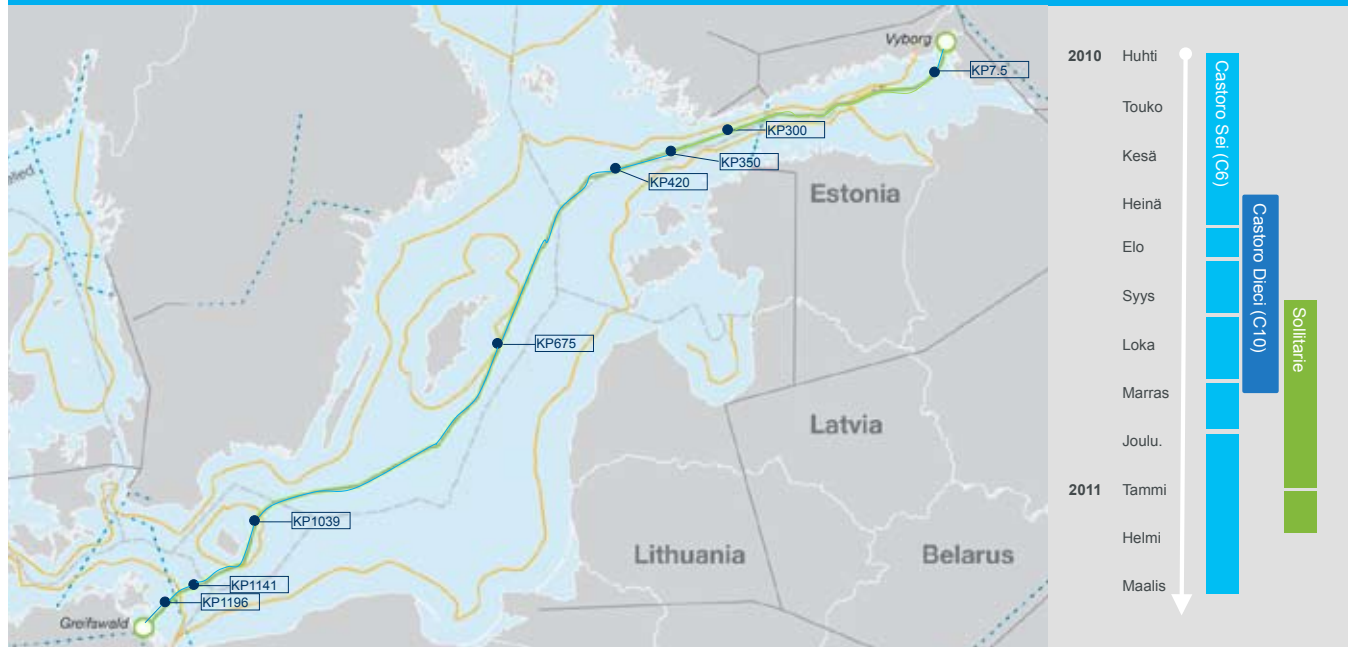 Vyborg
KP7.5
KP300
KP350
KP420
Estonia
KP675
Latvia
KP1039
Lithuania
Belarus
KP1141
KP1196
Greifswald
2010
Huhti
Touko
Kesä
Heinä
Elo
Syys
Loka
Marras
Joulu.
2011
Tammi
Helmi
Maalis
Castoro Sei (C6)
Castoro Dieci (C10)
Sollitarie